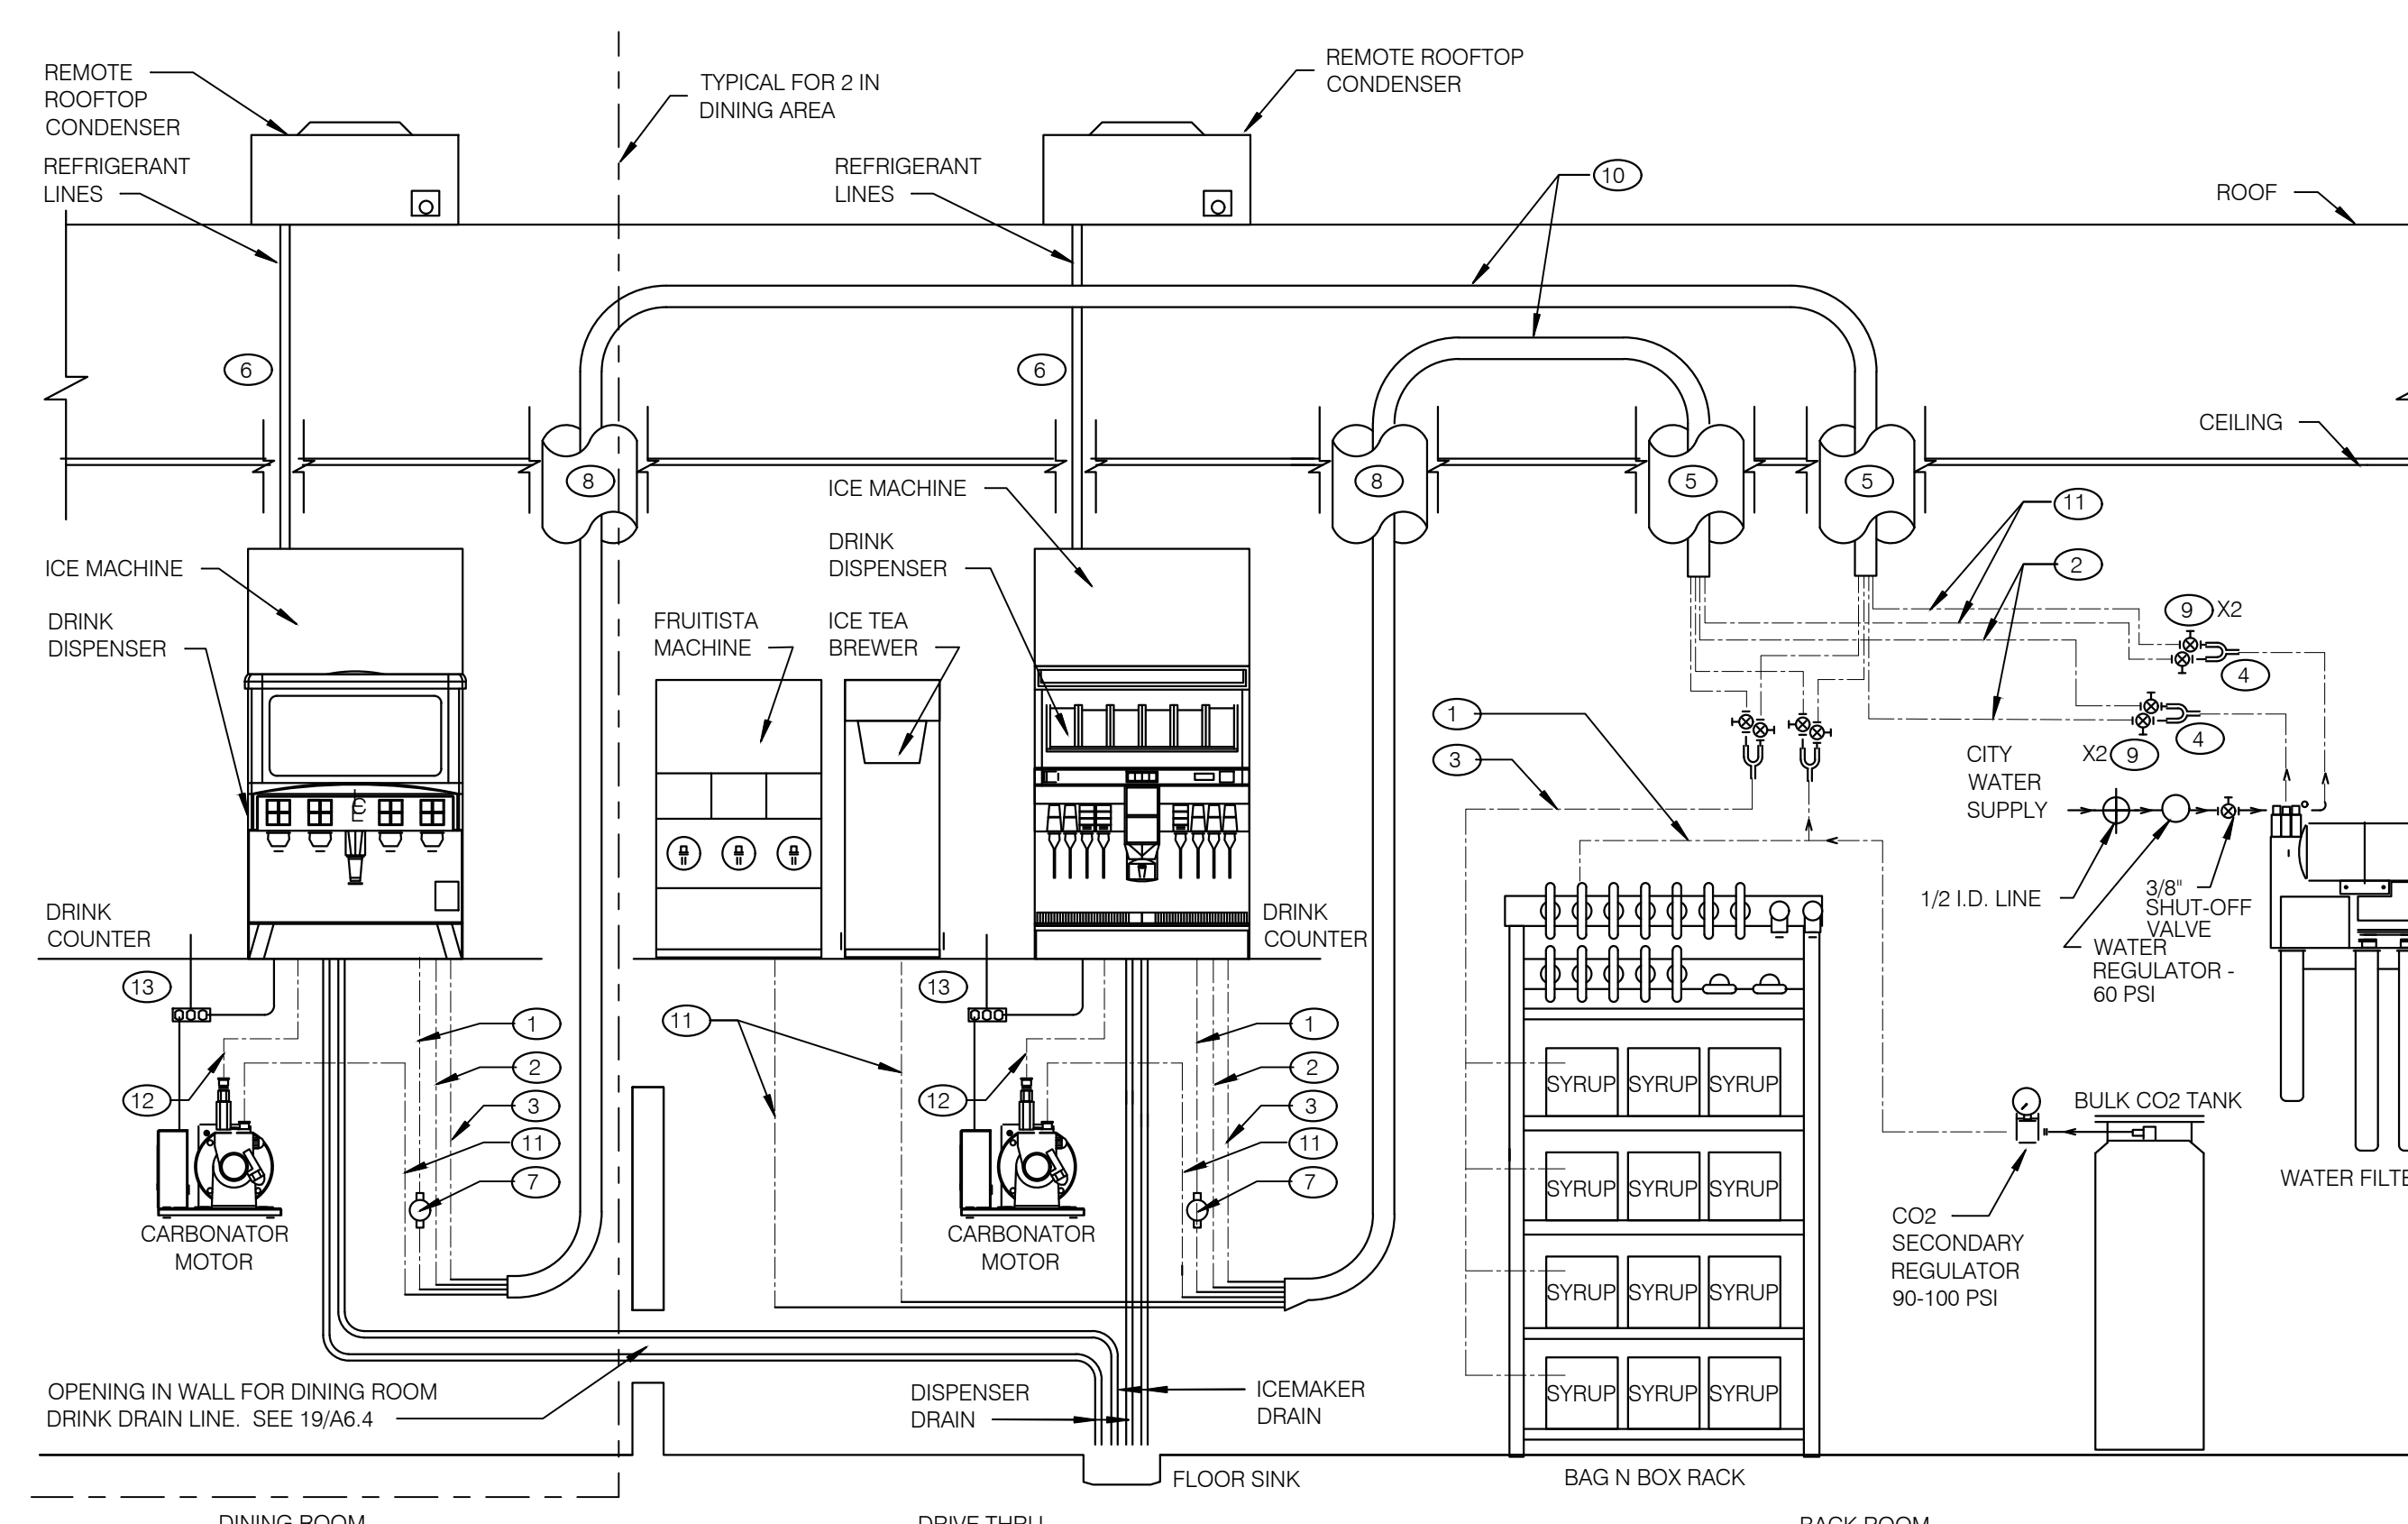 REMOTE
ROOFTOP
CONDENSER
TYPICAL FOR 2 IN
DINING AREA
REMOTE ROOFTOP
CONDENSER
REFRIGERANT
LINES
REFRIGERANT
LINES
10
ROOF
6
6
CEILING
8
8
5
5
ICE MACHINE
11
DRINK
DISPENSER
ICE MACHINE
2
DRINK
DISPENSER
FRUITISTA
MACHINE
ICE TEA
BREWER
9 X2
4
1
3
4
X2 9
CITY
WATER
SUPPLY
1/2 I.D. LINE
3/8"
SHUT-OFF
VALVE
WATER
REGULATOR -
60 PSI
DRINK
COUNTER
DRINK
COUNTER
13
13
1
11
1
2
2
12
3
12
3
11
11
7
7
CARBONATOR
MOTOR
CARBONATOR
MOTOR
SYRUP SYRUP SYRUP
SYRUP SYRUP SYRUP
SYRUP SYRUP SYRUP
SYRUP SYRUP SYRUP
BULK CO2 TANK
WATER FILTE
CO2
SECONDARY
REGULATOR
90-100 PSI
OPENING IN WALL FOR DINING ROOM
DRINK DRAIN LINE. SEE 19/A6.4
DISPENSER
DRAIN
ICEMAKER
DRAIN
FLOOR SINK
BAG N BOX RACK
DINING ROOM
DRIVE THRU
BACK ROOM